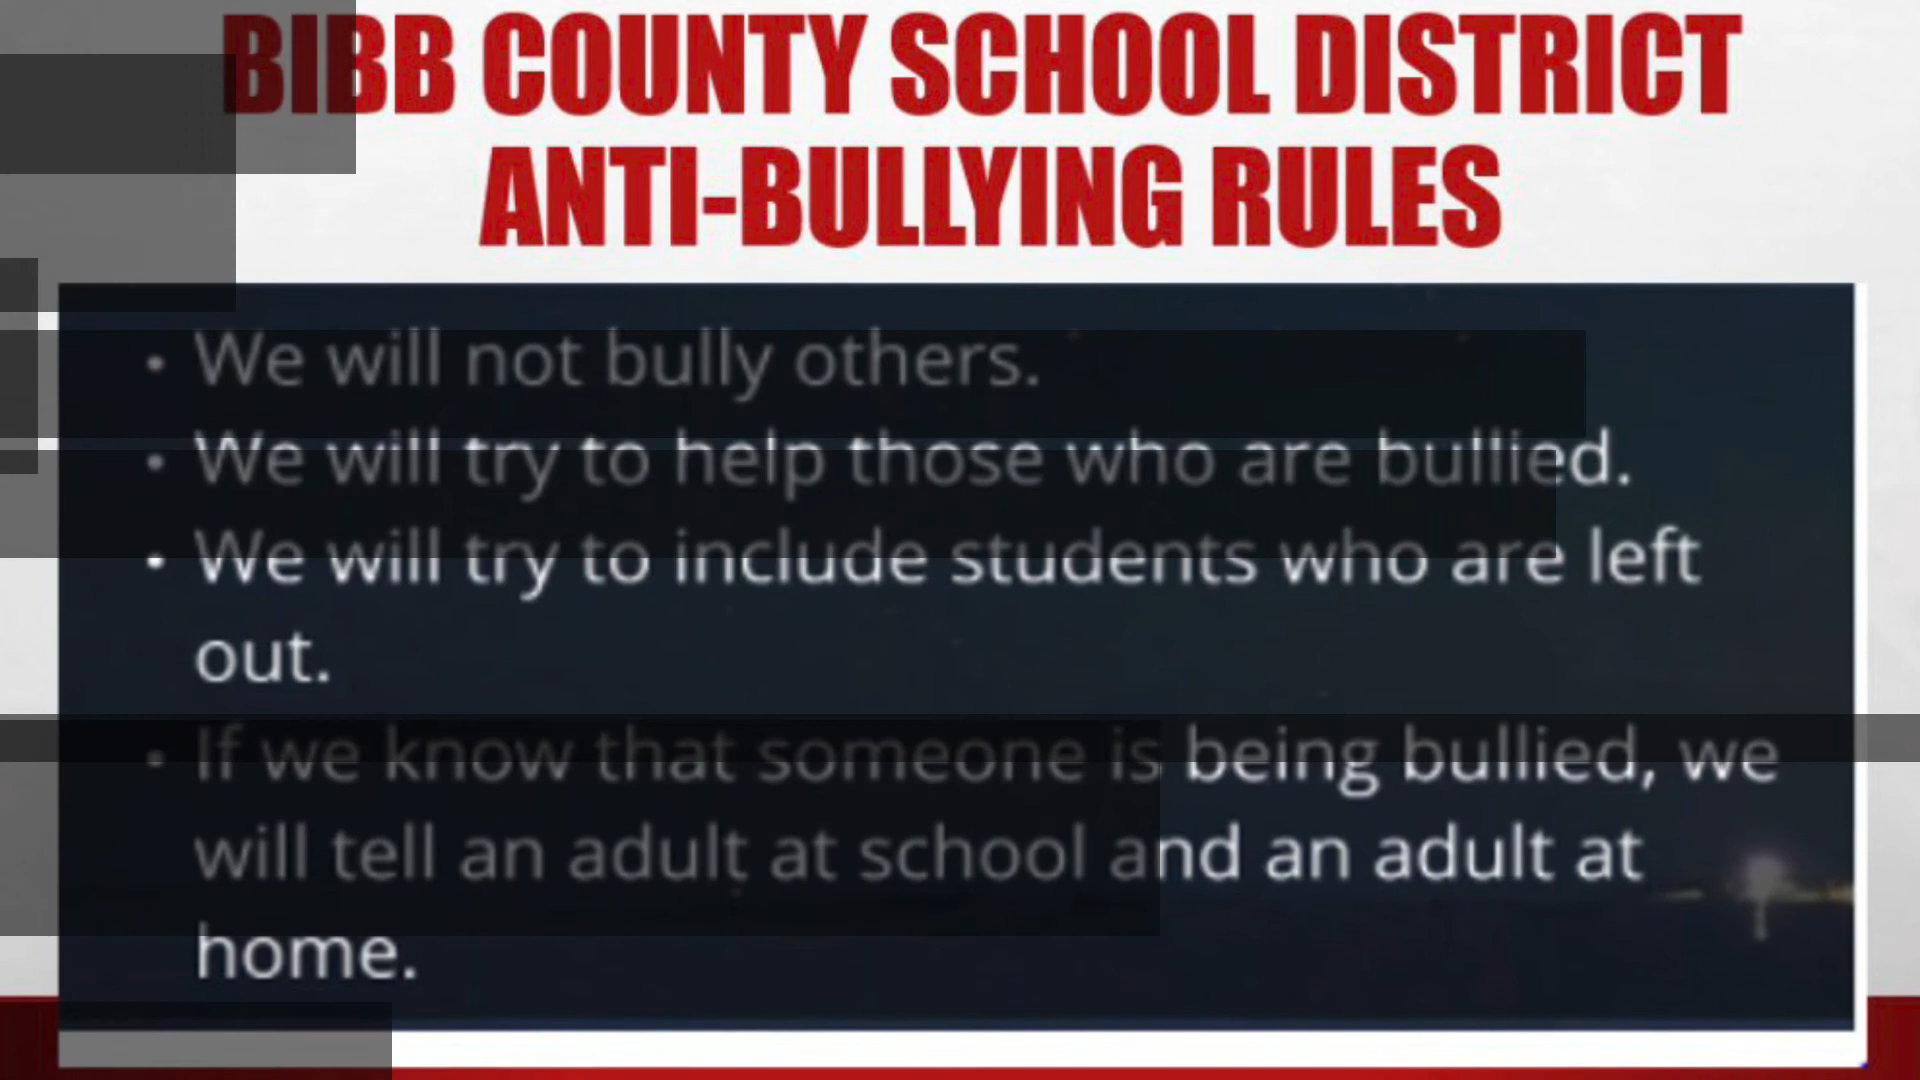 BIBB COUNTY SCHOOL DISTRICT
ANTI-BULLYING RULES
• We will not bully others.
• We will try to help those who are bullied.
• We will try to include students who are left
out.
• If we know that someone is being bullied, we
will tell an adult at school and an adult at
home.